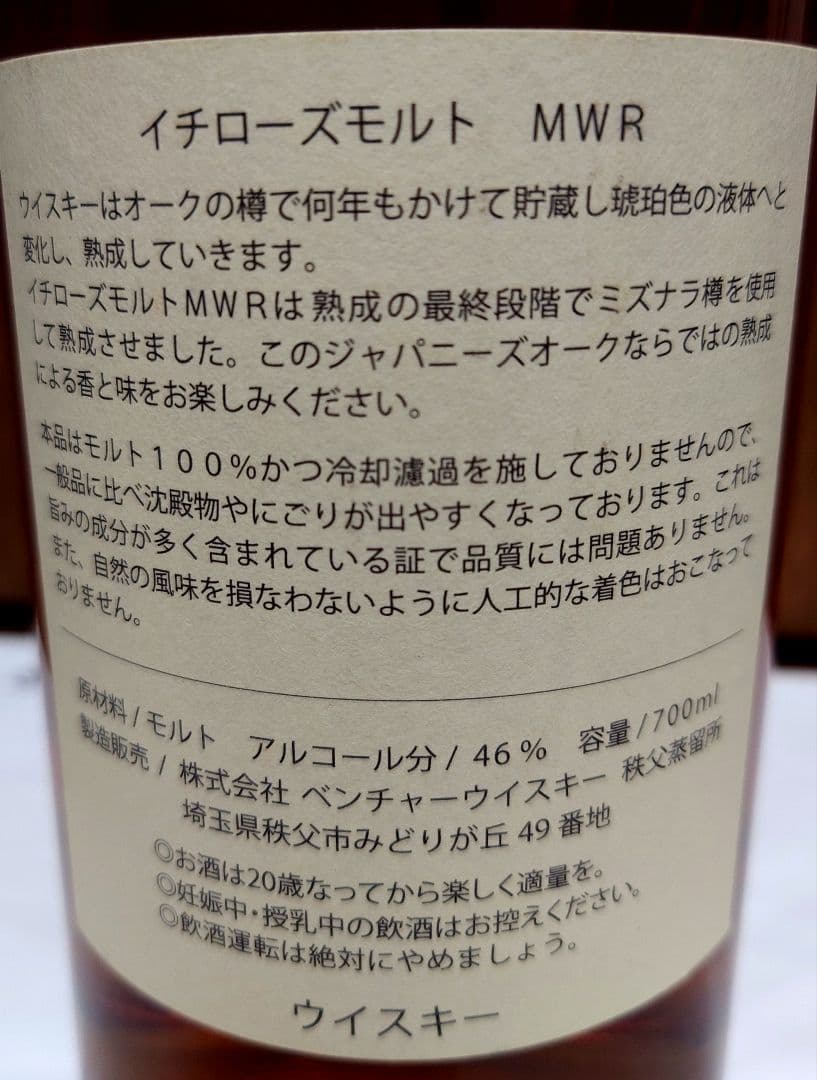 イチローズモルト　MWR
ウイスキーはオークの樽で何年もかけて貯蔵し琥珀色の液体へと
変化し、熟成していきます。
イチローズモルトMWRは熟成の最終段階でミズナラ樽を使用
して熟成させました。このジャパニーズオークならではの熟成
による香と味をお楽しみください。
本品はモルト１００％かつ冷却濾過を施しておりませんので、
一般品に比べ沈殿物やにごりが出やすくなっております。これは
旨みの成分が多く含まれている証で品質には問題ありません。
また、自然の風味を損なわないように人工的な着色はおこなって
おりません。
原材料 / モルト　アルコール分 / 46%　容量 / 700ml
製造販売 / 株式会社 ベンチャーウイスキー 秩父蒸留所
埼玉県秩父市みどりが丘 49 番地
◎お酒は20歳なってから楽しく適量を。
◎妊娠中・授乳中の飲酒はお控えください。
◎飲酒運転は絶対にやめましょう。
ウイスキー